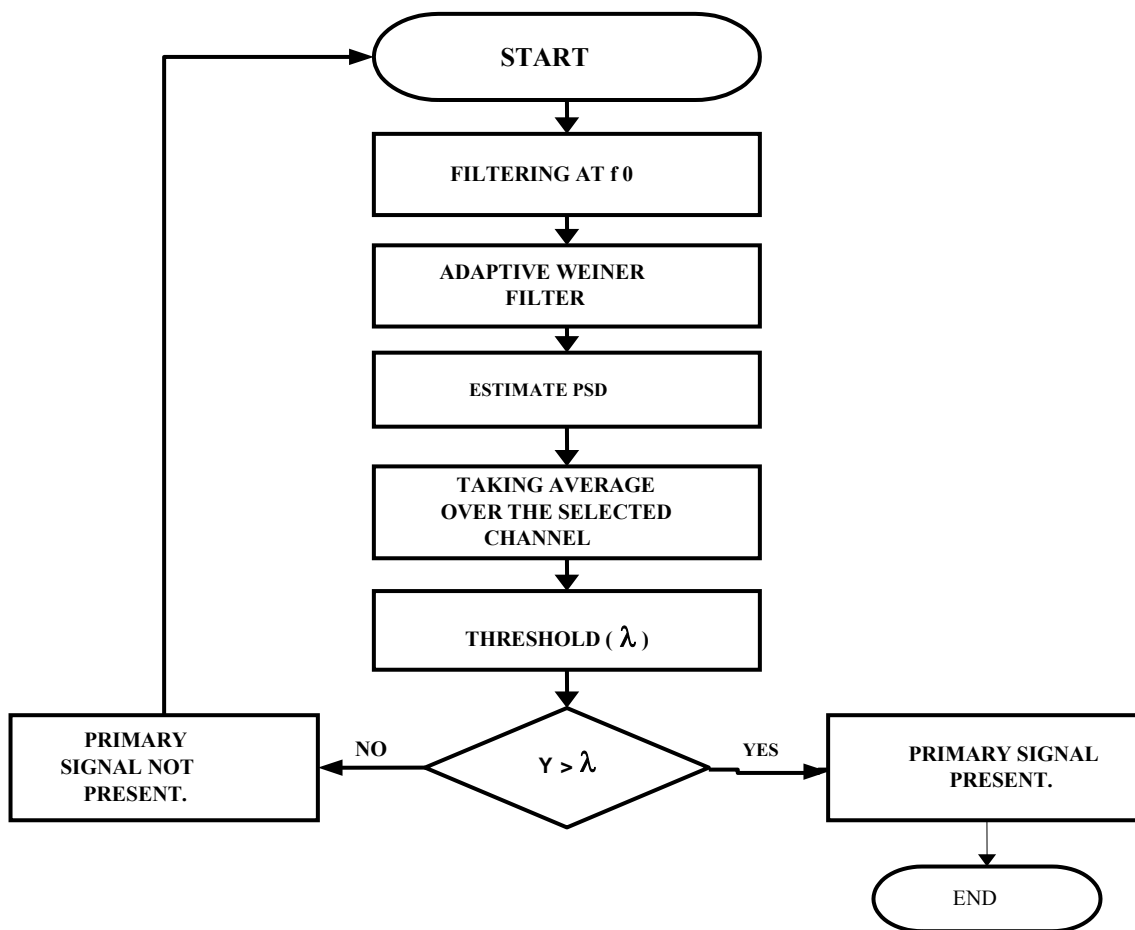 START
FILTERING AT f 0
ADAPTIVE WEINER
FILTER
ESTIMATE PSD
TAKING AVERAGE
OVER THE SELECTED
CHANNEL
THRESHOLD ( λ )
Y > λ
NO
YES
PRIMARY
SIGNAL NOT
PRESENT.
PRIMARY SIGNAL
PRESENT.
END